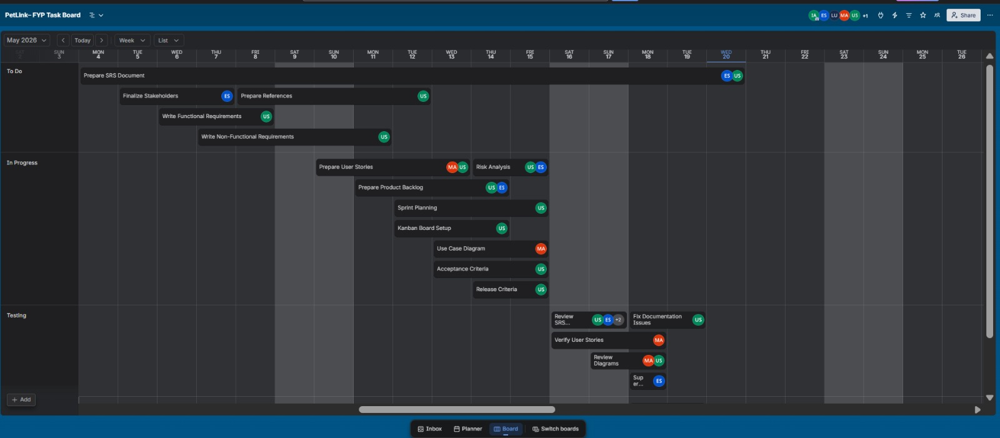 PetLink– FYP Task Board
IA ES LU MA US +1
Share
May 2026
Today
Week
List
SAT 2
SUN 3
MON 4
TUE 5
WED 6
THU 7
FRI 8
SAT 9
SUN 10
MON 11
TUE 12
WED 13
THU 14
FRI 15
SAT 16
SUN 17
MON 18
TUE 19
WED 20
THU 21
FRI 22
SAT 23
SUN 24
MON 25
TUE 26
To Do
Prepare SRS Document ES US
Finalize Stakeholders ES
Prepare References US
Write Functional Requirements US
Write Non-Functional Requirements US
In Progress
Prepare User Stories MA US
Risk Analysis US ES
Prepare Product Backlog US ES
Sprint Planning US
Kanban Board Setup US
Use Case Diagram MA
Acceptance Criteria US
Release Criteria US
Testing
Review
SRS... US ES +2
Fix Documentation
Issues US
Verify User Stories MA
Review
Diagrams MA US
Sup
er... ES
+ Add
Inbox
Planner
Board
Switch boards